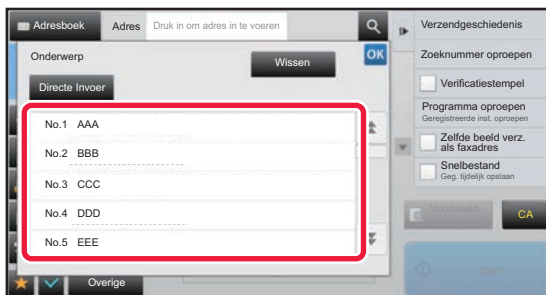 Adresboek
Adres
Druk in om adres in te voeren
Verzendgeschiedenis
Onderwerp
Wissen
OK
Zoeknummer oproepen
Directe Invoer
Verificatiestempel
Programma oproepen
Geregistreerde inst. oproepen
No.1 AAA
No.2 BBB
No.3 CCC
No.4 DDD
No.5 EEE
Zelfde beeld verz.
als faxadres
Snelbestand
Geg. tijdelijk opslaan
Voorbeeld
CA
Start
Overige